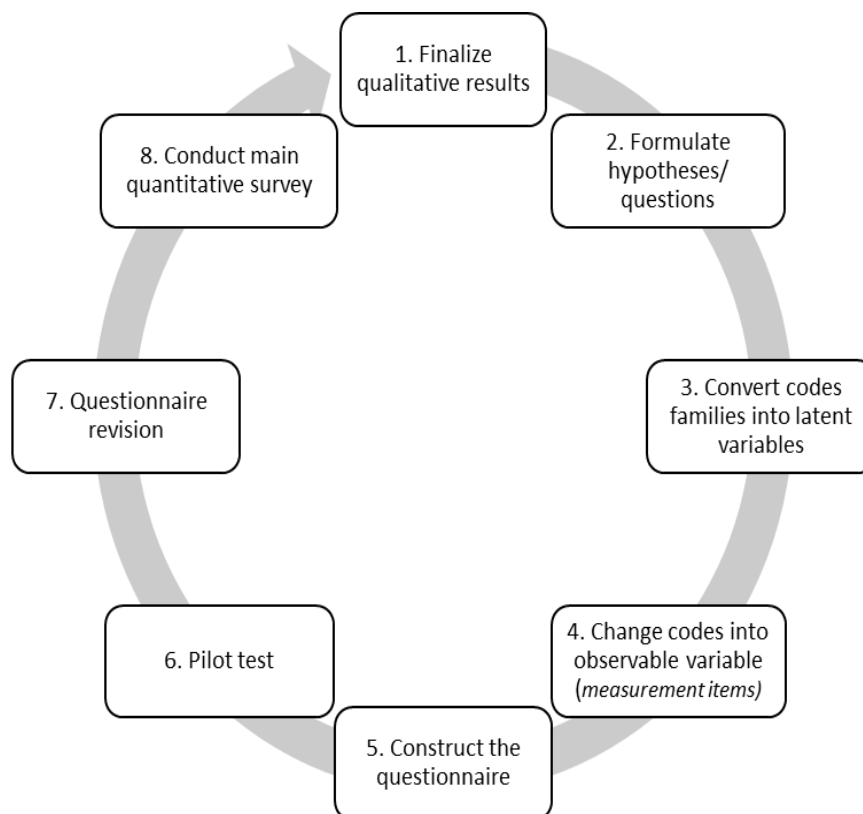 1. Finalize
qualitative results
2. Formulate
hypotheses/
questions
3. Convert codes
families into latent
variables
4. Change codes into
observable variable
(measurement items)
5. Construct the
questionnaire
6. Pilot test
7. Questionnaire
revision
8. Conduct main
quantitative survey